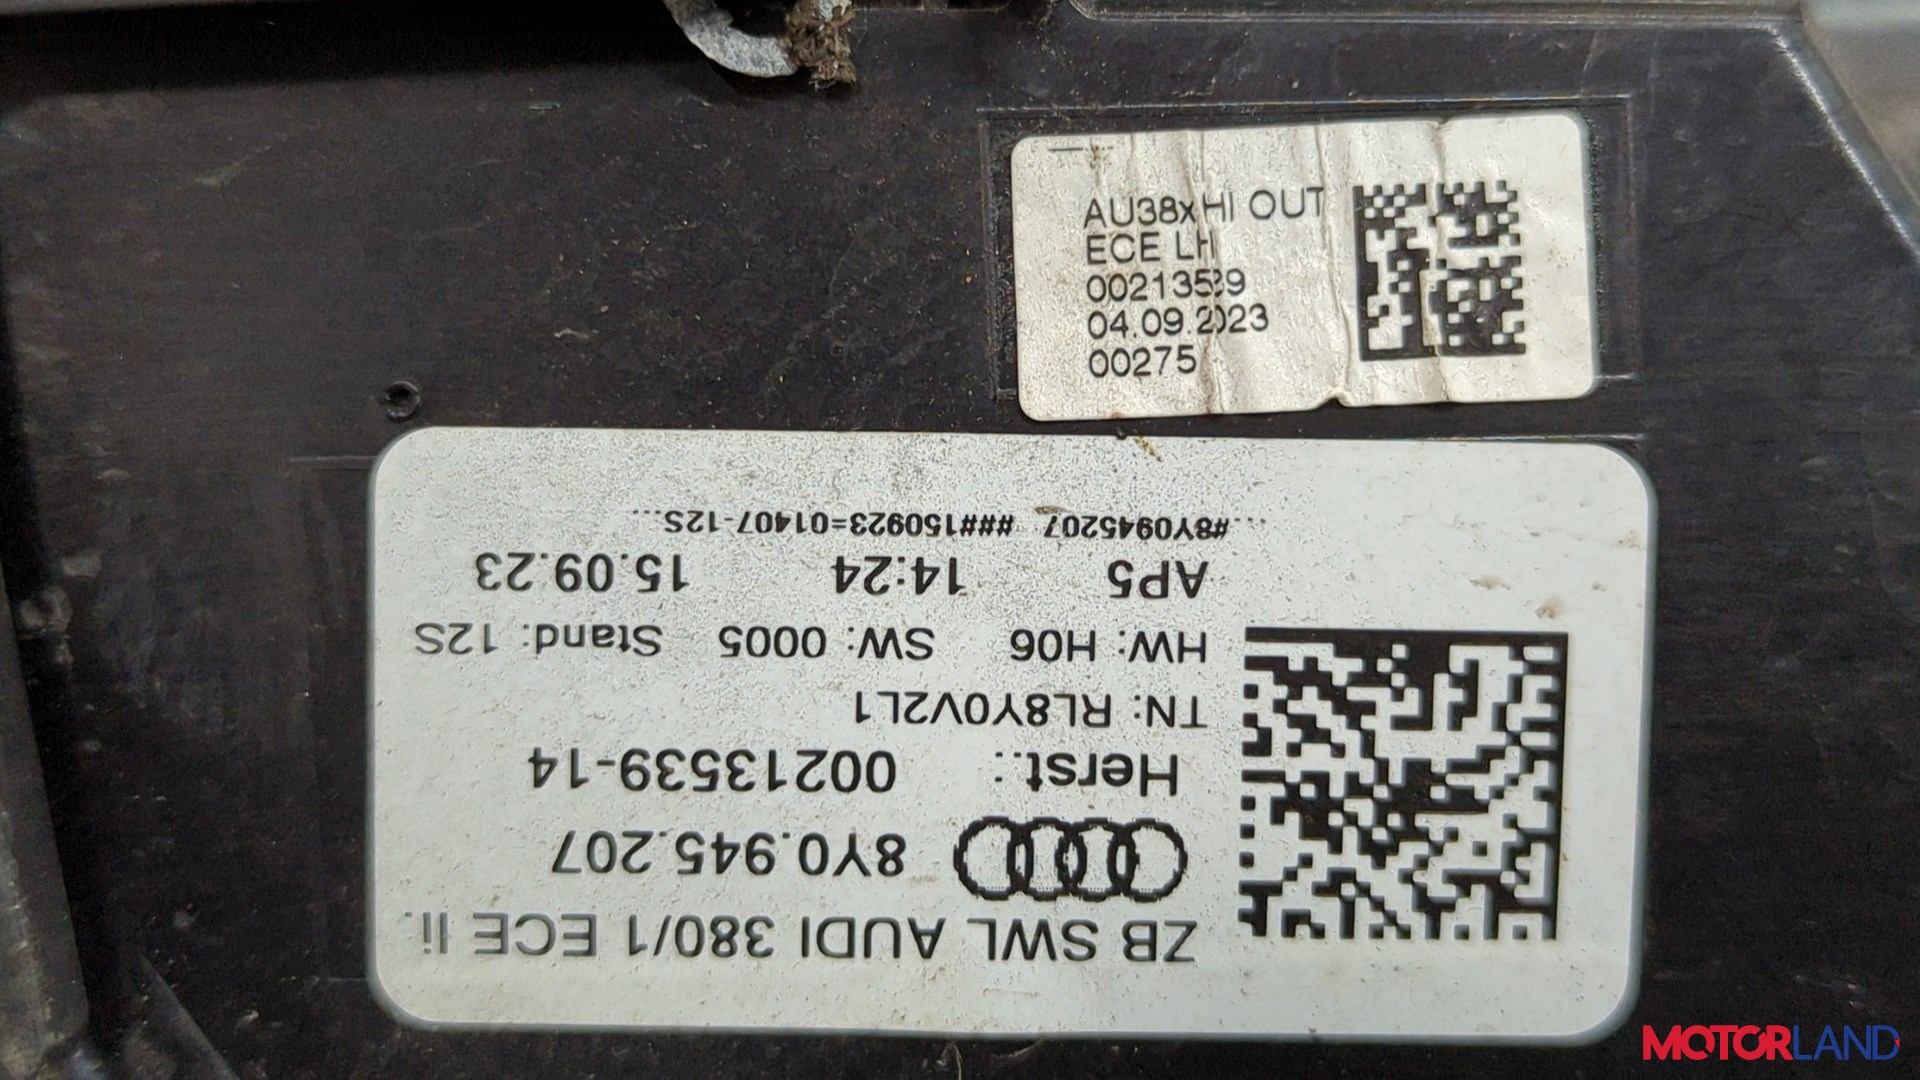 AU38x HI OUT
ECE LH
00213539
04.09.2023
00275
ZB SWL AUDI 380/1 ECE li.
8Y0.945.207
Herst.: 00213539-14
TN: RL8Y0V2L1
HW: H06 SW: 0005 Stand: 12S
AP5 14:24 15.09.23
#8Y0945207 ###150923=01407-12S...
MOTORLAND